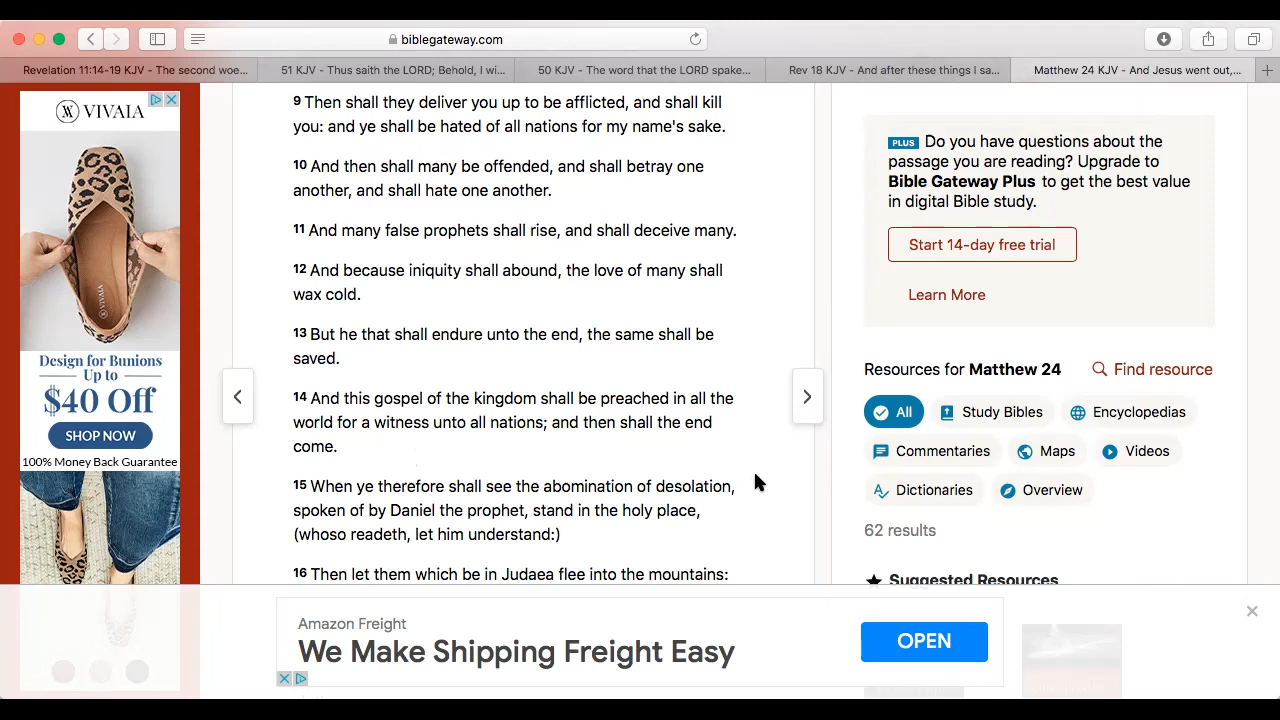 biblegateway.com
Revelation 11:14-19 KJV - The second woe...
51 KJV - Thus saith the LORD; Behold, I wi...
50 KJV - The word that the LORD spake...
Rev 18 KJV - And after these things I sa...
Matthew 24 KJV - And Jesus went out,...
VIVAIA
VIVAIA
Design for Bunions
Up to
$40 Off
SHOP NOW
100% Money Back Guarantee
9 Then shall they deliver you up to be afflicted, and shall kill
you: and ye shall be hated of all nations for my name's sake.
10 And then shall many be offended, and shall betray one
another, and shall hate one another.
11 And many false prophets shall rise, and shall deceive many.
12 And because iniquity shall abound, the love of many shall
wax cold.
13 But he that shall endure unto the end, the same shall be
saved.
14 And this gospel of the kingdom shall be preached in all the
world for a witness unto all nations; and then shall the end
come.
15 When ye therefore shall see the abomination of desolation,
spoken of by Daniel the prophet, stand in the holy place,
(whoso readeth, let him understand:)
16 Then let them which be in Judaea flee into the mountains:
PLUS Do you have questions about the
passage you are reading? Upgrade to
Bible Gateway Plus to get the best value
in digital Bible study.
Start 14-day free trial
Learn More
Resources for Matthew 24
Find resource
All
Study Bibles
Encyclopedias
Commentaries
Maps
Videos
Dictionaries
Overview
62 results
Suggested Resources
Amazon Freight
We Make Shipping Freight Easy
OPEN